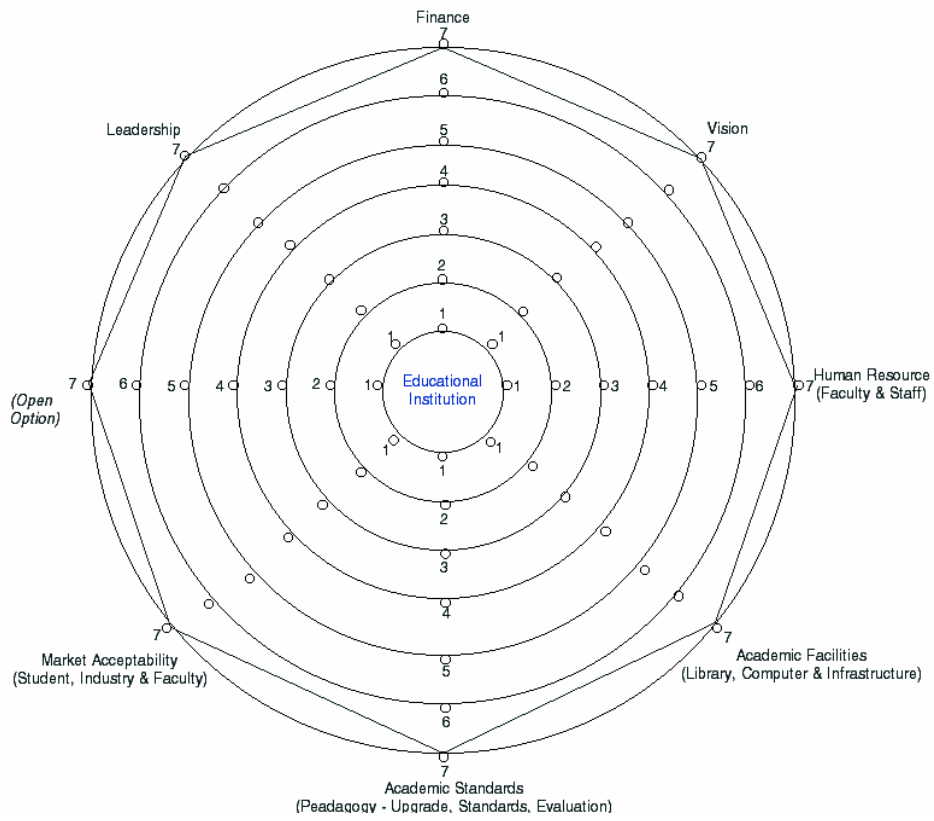 Finance
7
6
Leadership
Vision
7
7
5
4
3
2
1
1
1
7 6 5 4 3 2 1
Educational
Institution
1 2 3 4 5 6 7
Human Resource
(Faculty & Staff)
(Open
Option)
1
1
1
2
3
4
7
7
Market Acceptability
(Student, Industry & Faculty)
Academic Facilities
(Library, Computer & Infrastructure)
5
6
7
Academic Standards
(Peadagogy - Upgrade, Standards, Evaluation)